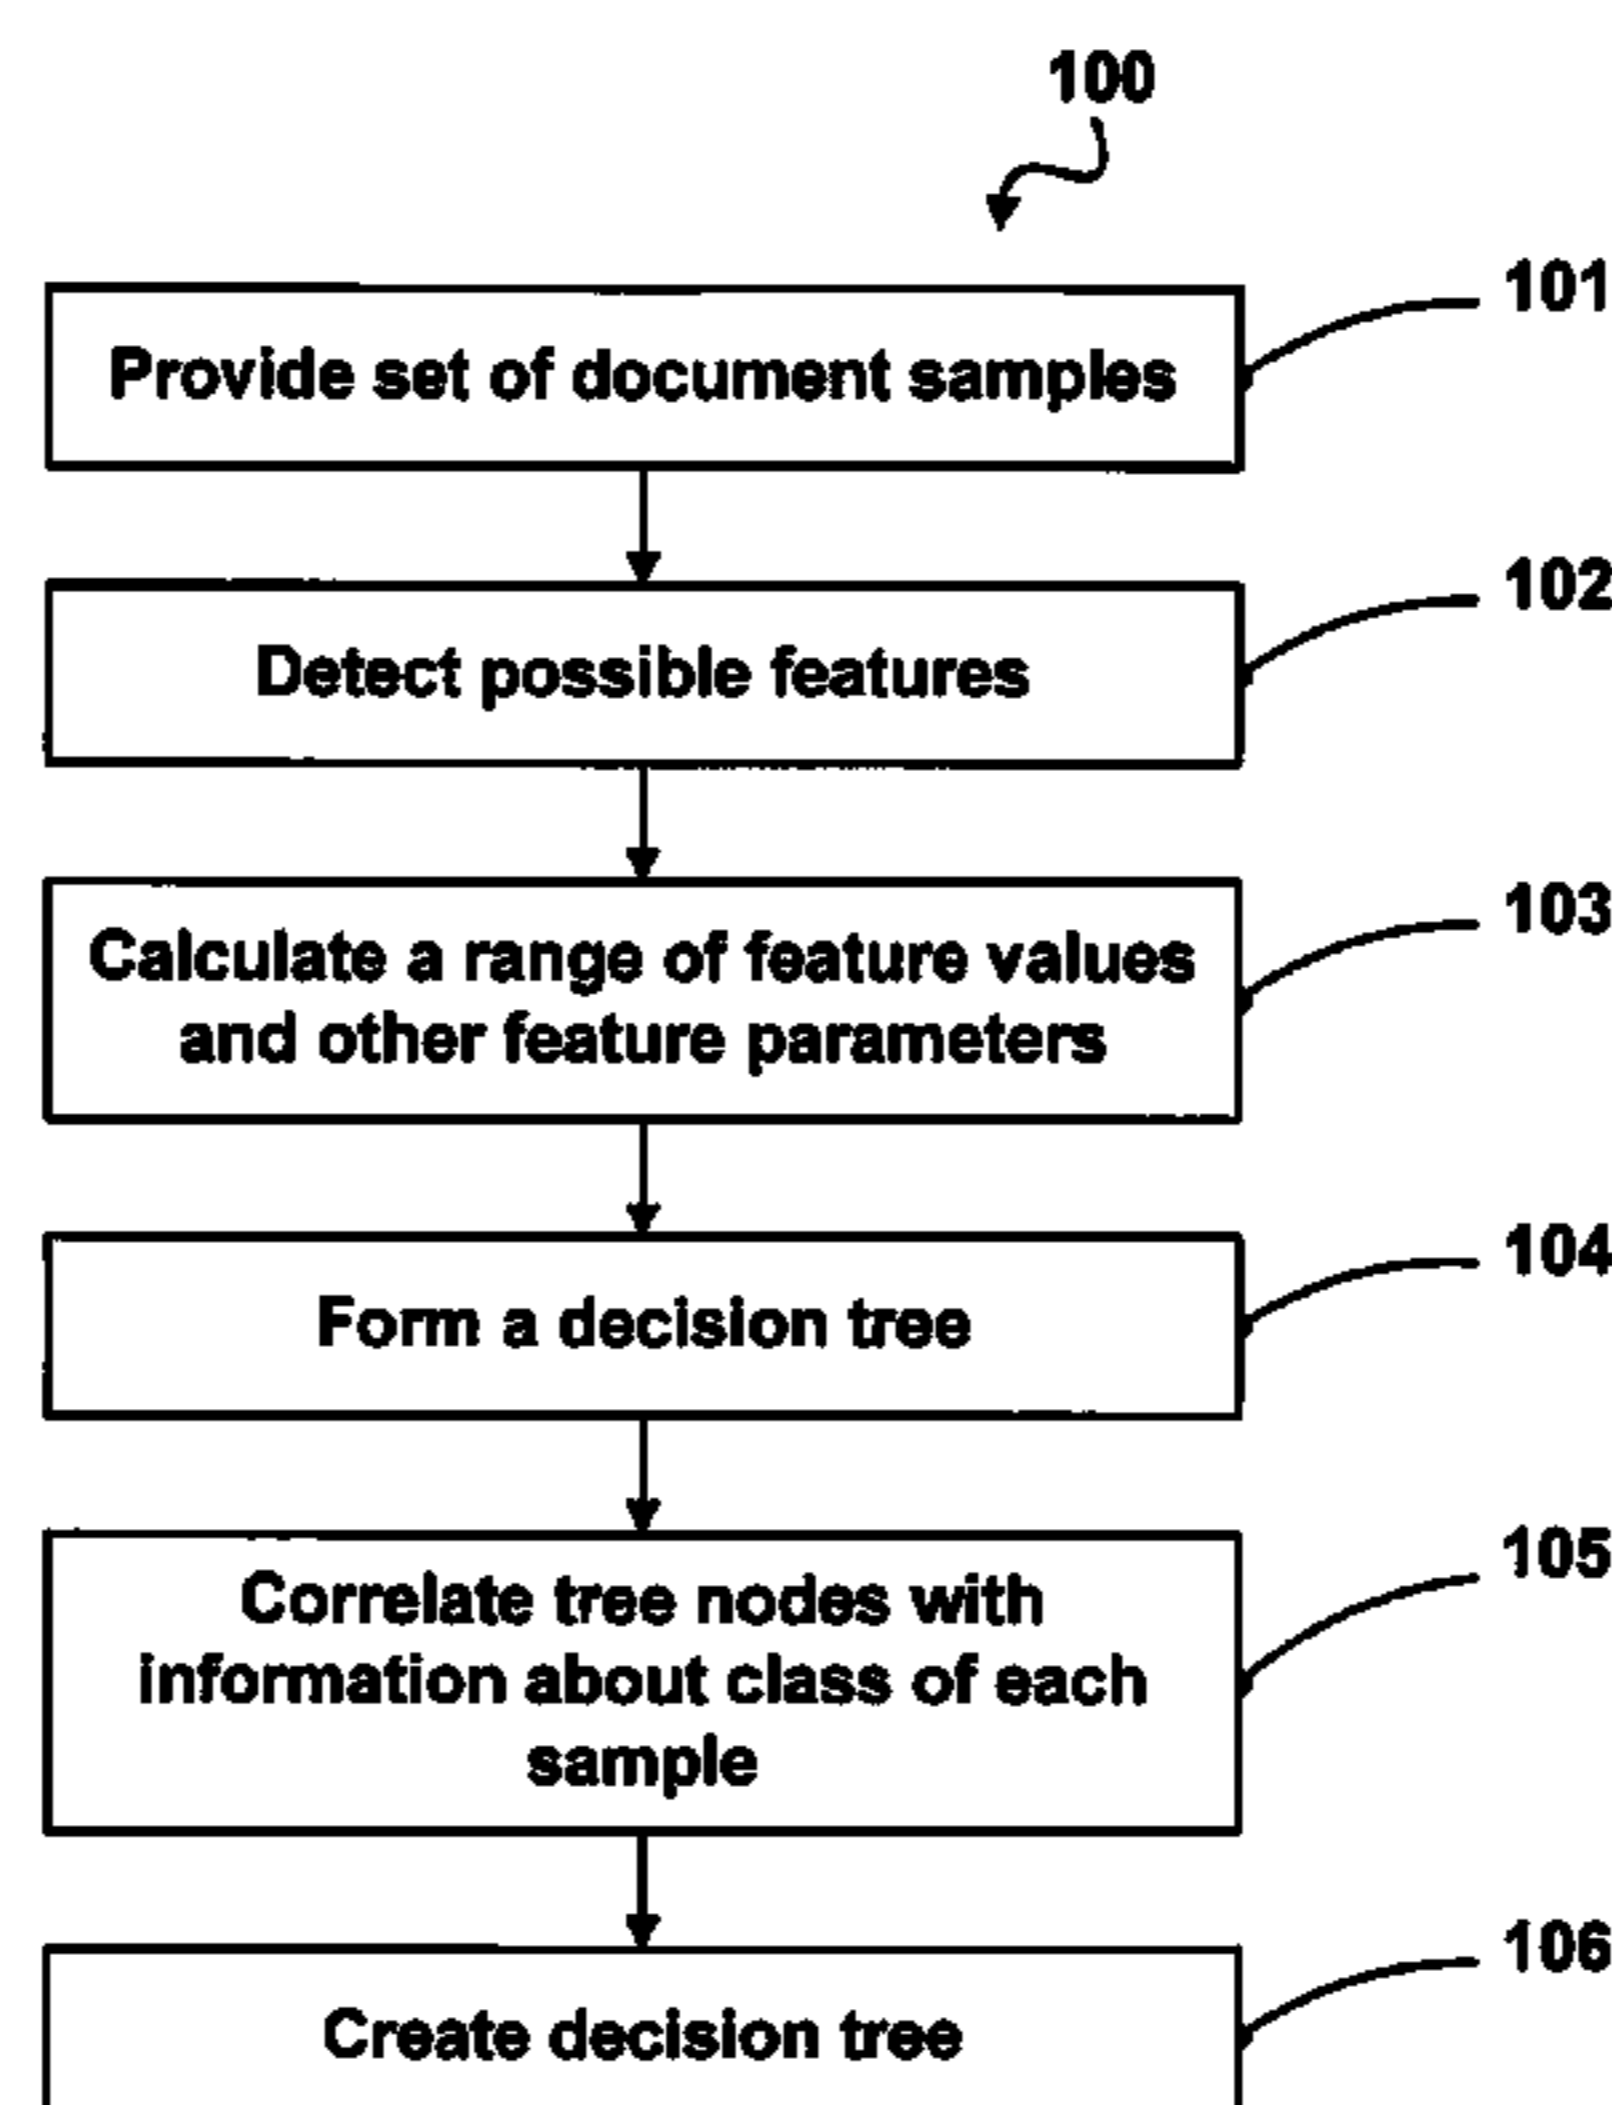 100
101
Provide set of document samples
102
Detect possible features
103
Calculate a range of feature values
and other feature parameters
104
Form a decision tree
105
Correlate tree nodes with
information about class of each
sample
106
Create decision tree